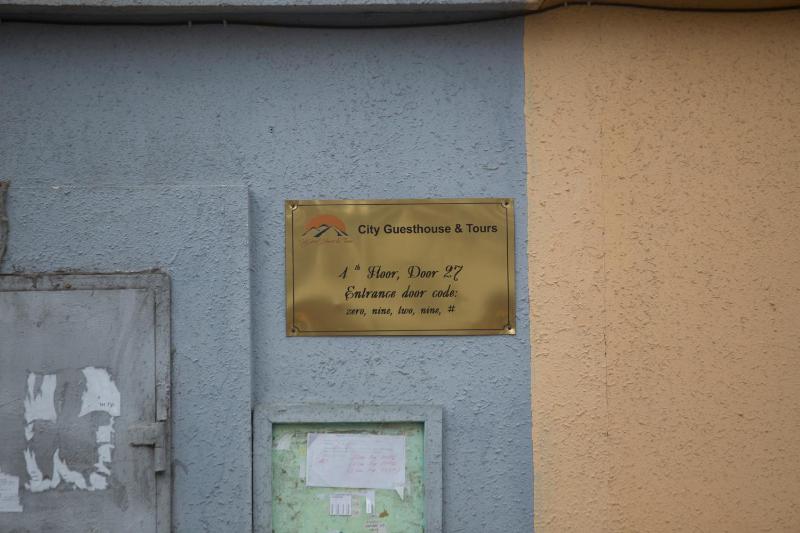 City Guesthouse & Tours
4th Floor, Door 27
Entrance door code:
zero, nine, two, nine, #